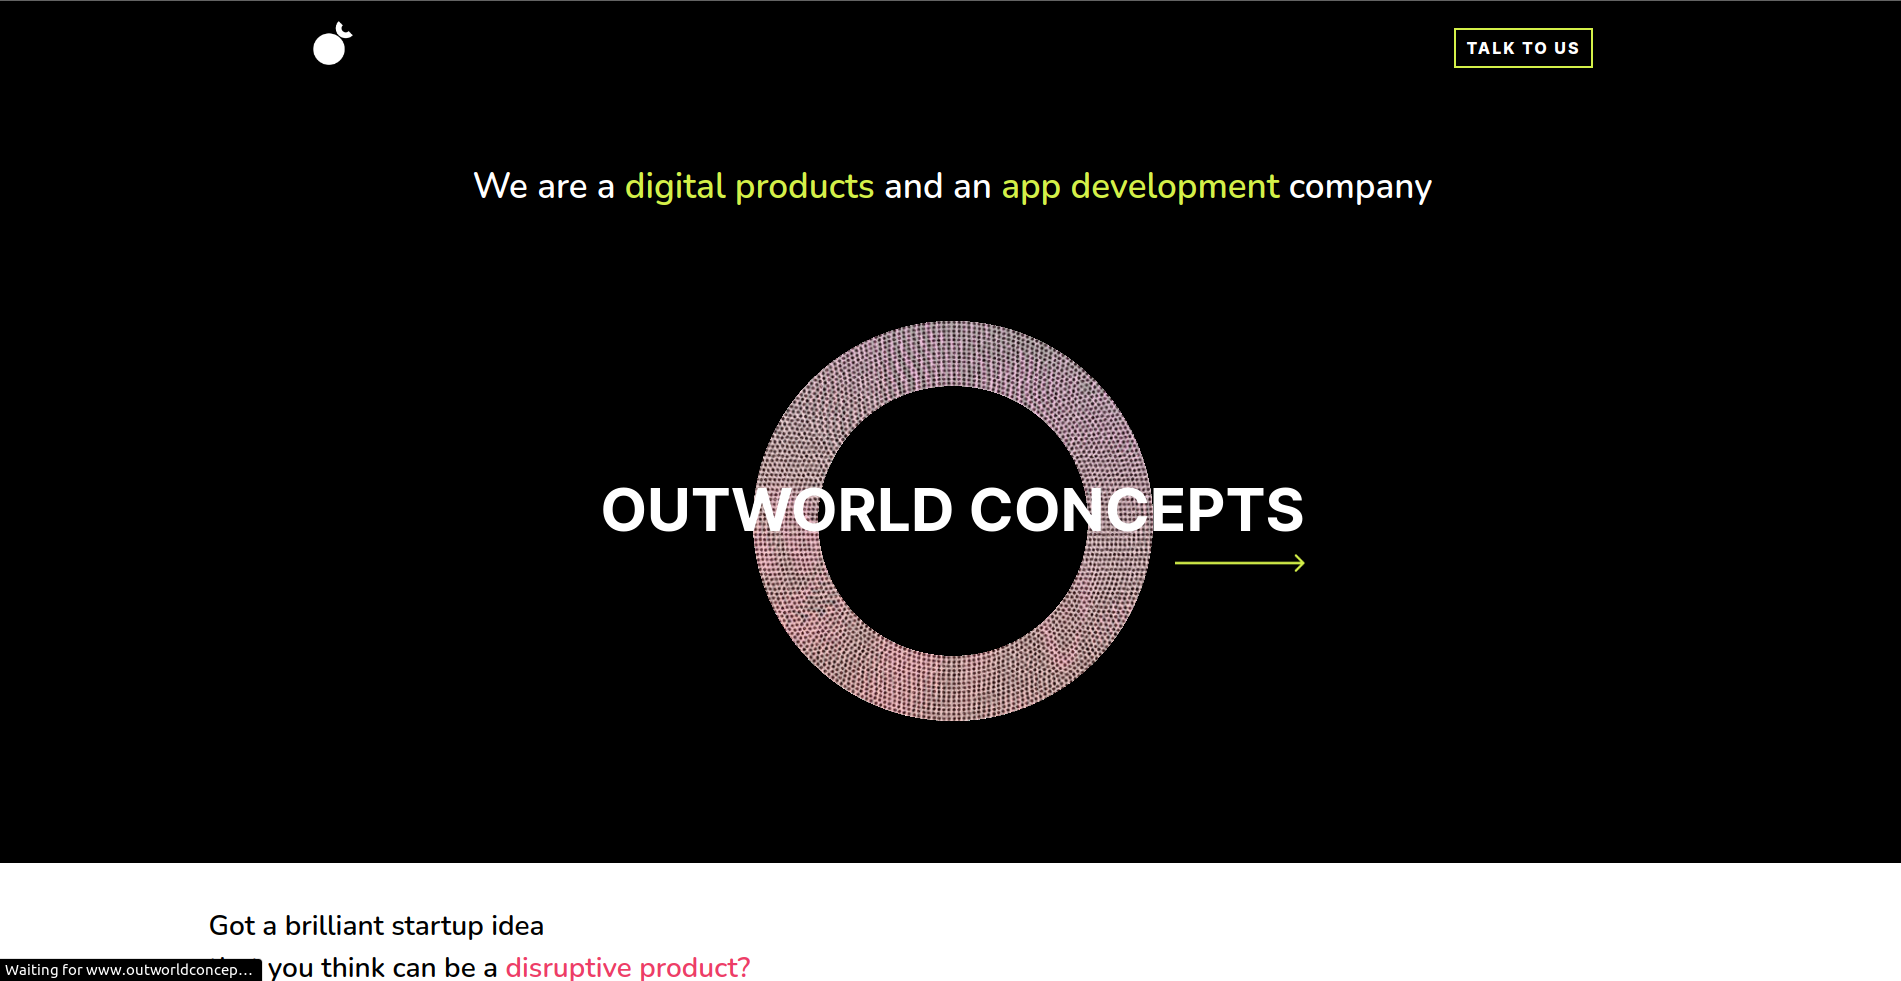 TALK TO US
We are a digital products and an app development company
OUTWORLD CONCEPTS
Got a brilliant startup idea
you think can be a disruptive product?
Waiting for www.outworldconcep...